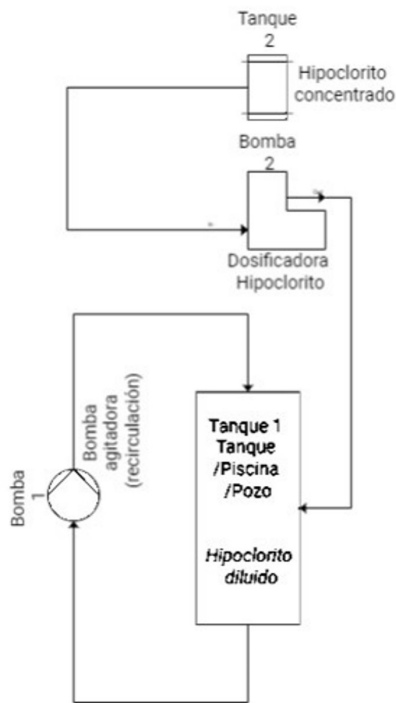 Tanque
2
Hipoclorito
concentrado
Bomba
2
Dosificadora
Hipoclorito
Bomba
1
Bomba
agitadora
(recirculación)
Tanque 1
Tanque
/Piscina
/Pozo
Hipoclorito
diluido